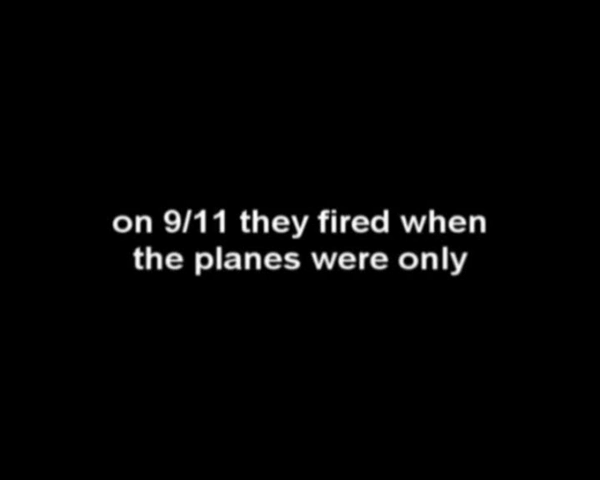 on 9/11 they fired when
the planes were only